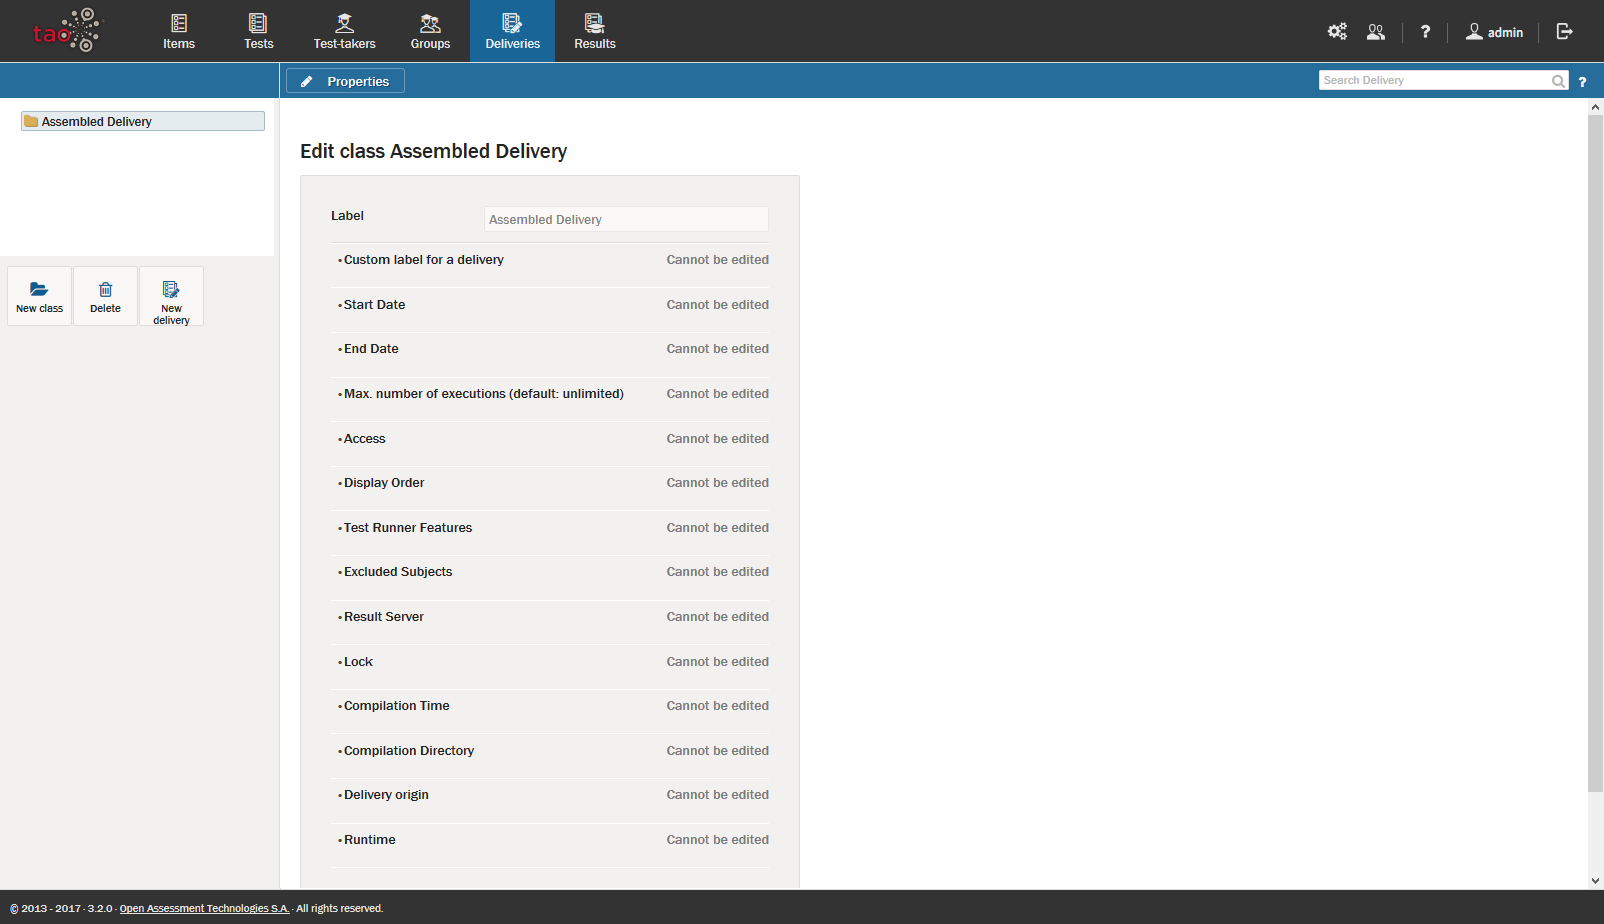 tao
Items
Tests
Test-takers
Groups
Deliveries
Results
?
admin
Properties
Search Delivery
?
Assembled Delivery
New class
Delete
New
delivery
Edit class Assembled Delivery
Label
Assembled Delivery
•Custom label for a delivery Cannot be edited
•Start Date Cannot be edited
•End Date Cannot be edited
•Max. number of executions (default: unlimited) Cannot be edited
•Access Cannot be edited
•Display Order Cannot be edited
•Test Runner Features Cannot be edited
•Excluded Subjects Cannot be edited
•Result Server Cannot be edited
•Lock Cannot be edited
•Compilation Time Cannot be edited
•Compilation Directory Cannot be edited
•Delivery origin Cannot be edited
•Runtime Cannot be edited
© 2013 - 2017 · 3.2.0 · Open Assessment Technologies S.A. · All rights reserved.